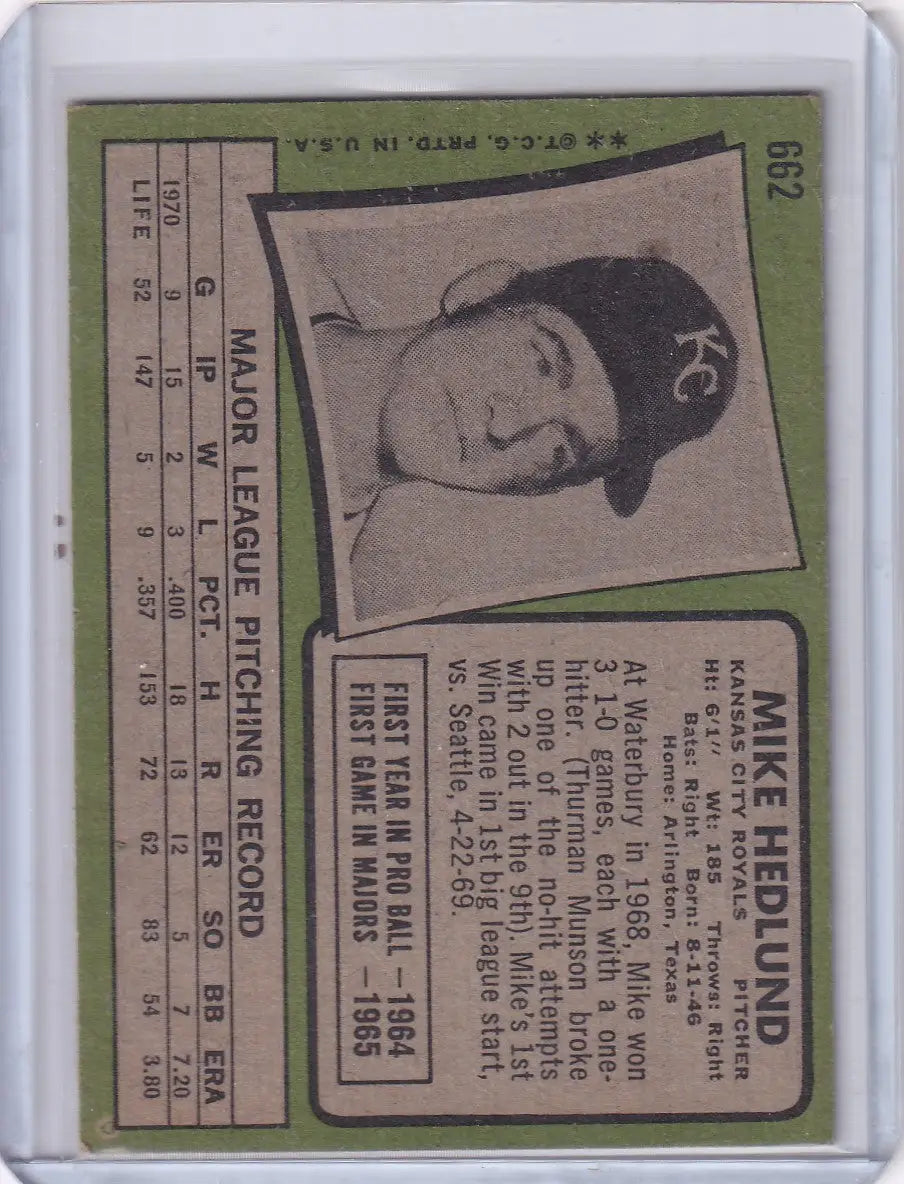 662
** ©T.C.G. PRTD. IN U.S.A.
KC
MIKE HEDLUND
KANSAS CITY ROYALS PITCHER
Ht: 6/1// Wt: 185 Throws: Right
Bats: Right Born: 8-11-46
Home: Arlington, Texas
At Waterbury in 1968, Mike won
3 1-0 games, each with a one-
hitter. (Thurman Munson broke
up one of the no-hit attempts
with 2 out in the 9th). Mike's 1st
Win came in 1st big league start,
vs. Seattle, 4-22-69.
FIRST YEAR IN PRO BALL —1964
FIRST GAME IN MAJORS —1965
MAJOR LEAGUE PITCHING RECORD
G IP W L PCT. H R ER SO BB ERA
1970 9 15 2 3 .400 18 13 12 5 7 7.20
LIFE 52 147 5 9 .357 153 72 62 83 54 3.80